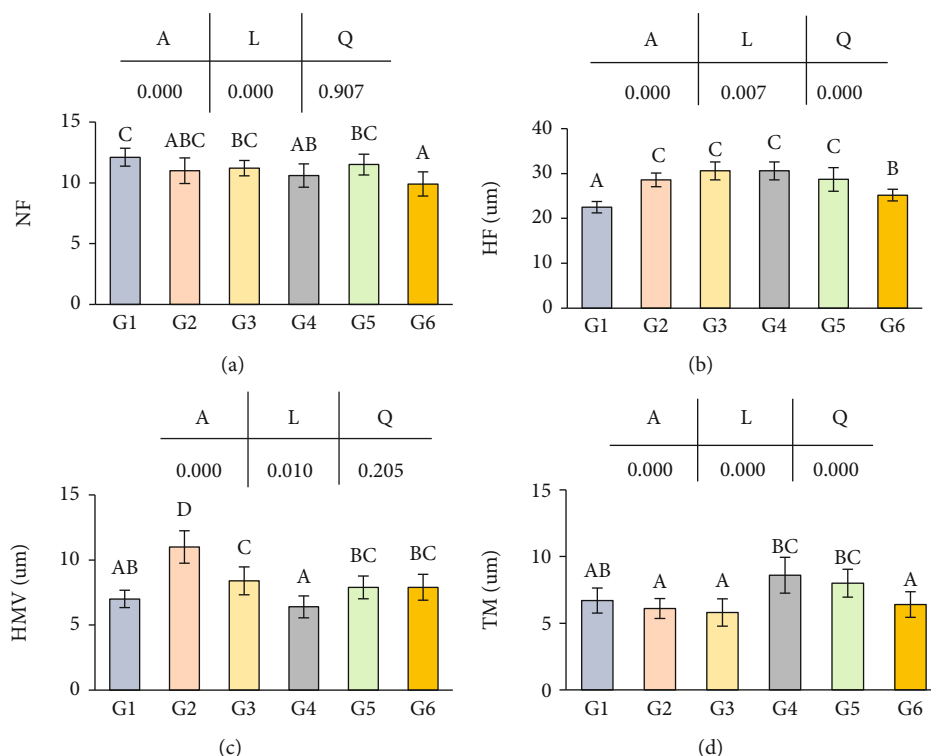 A L Q
0.000 0.000 0.907
15
10
5
0
NF
C ABC BC AB BC A
G1 G2 G3 G4 G5 G6
(a)
A L Q
0.000 0.007 0.000
40
30
20
10
0
HF (um)
A C C C C B
G1 G2 G3 G4 G5 G6
(b)
A L Q
0.000 0.010 0.205
15
10
5
0
HMV (um)
AB D C A BC BC
G1 G2 G3 G4 G5 G6
(c)
A L Q
0.000 0.000 0.000
15
10
5
0
TM (um)
AB A A BC BC A
G1 G2 G3 G4 G5 G6
(d)